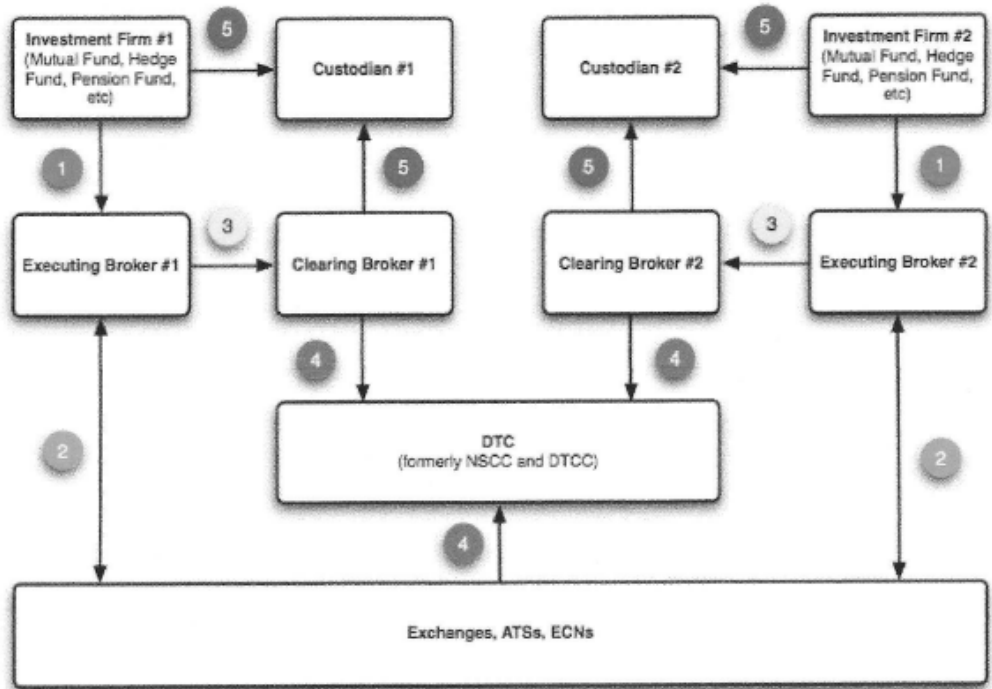 5
5
Investment Firm #1
(Mutual Fund, Hedge
Fund, Pension Fund,
etc)
Custodian #1
Custodian #2
Investment Firm #2
(Mutual Fund, Hedge
Fund, Pension Fund,
etc)
1
5
5
1
3
3
Executing Broker #1
Clearing Broker #1
Clearing Broker #2
Executing Broker #2
4
4
2
DTC
(formerly NSCC and DTCC)
2
4
Exchanges, ATSs, ECNs